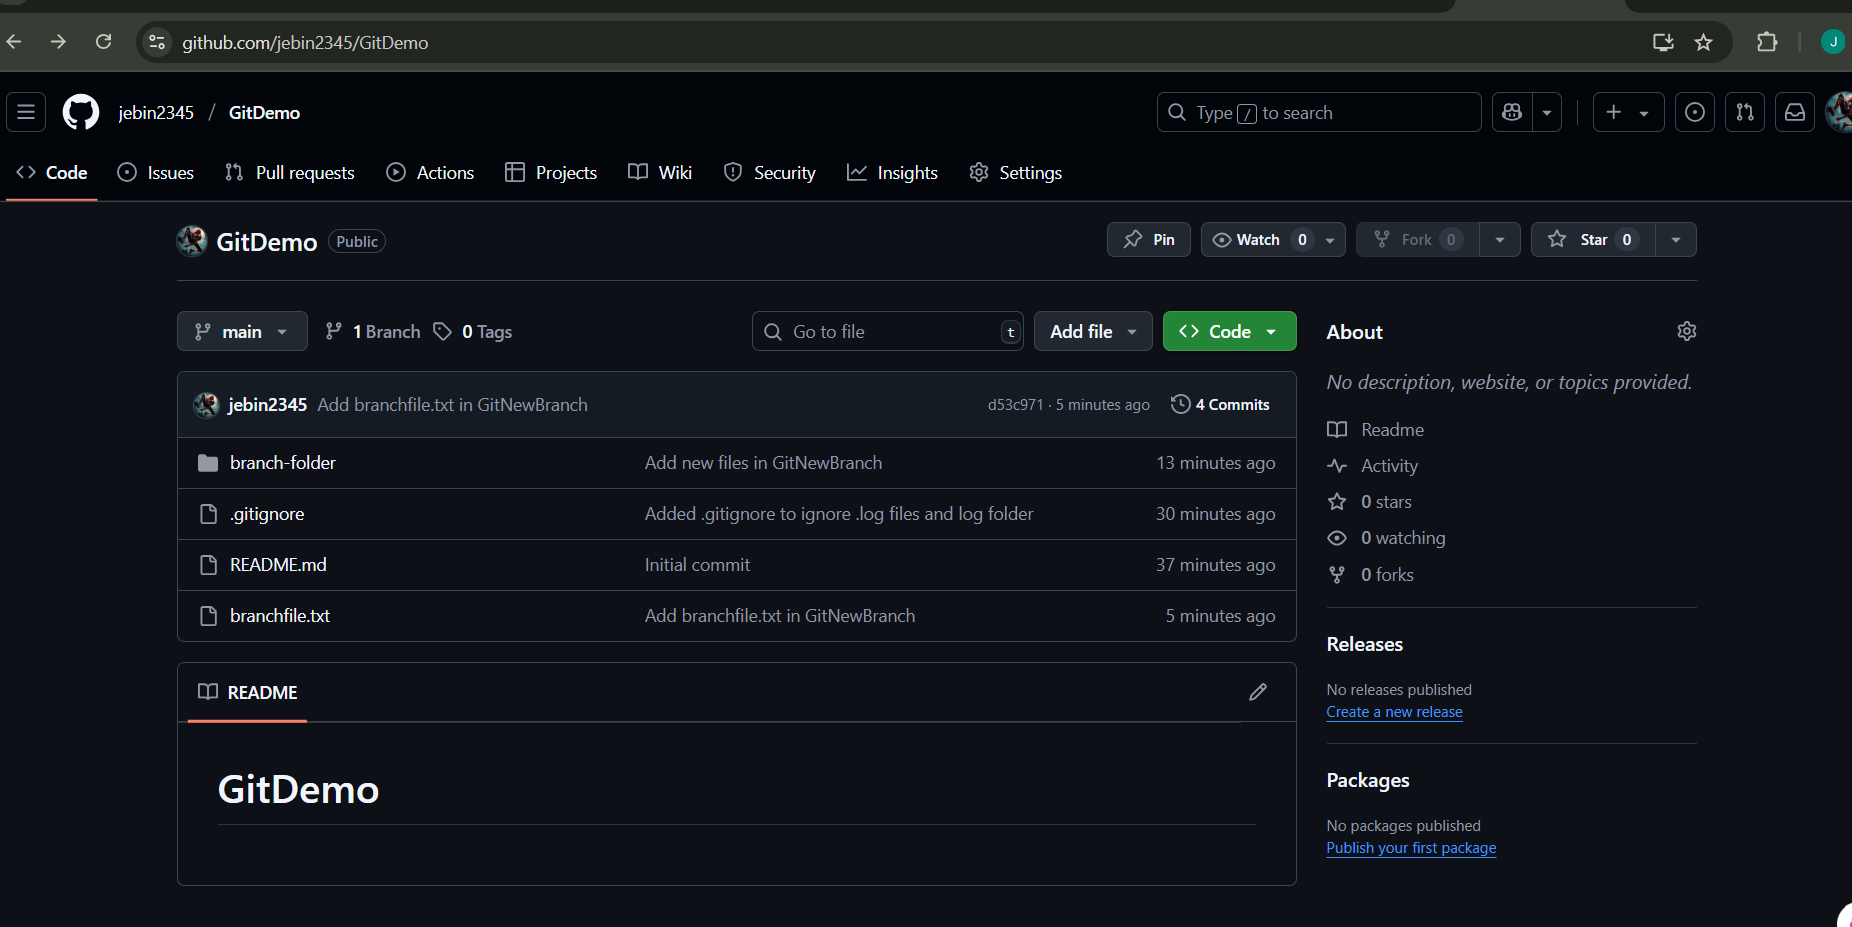 github.com/jebin2345/GitDemo
J
jebin2345 / GitDemo
Type / to search
Code Issues Pull requests Actions Projects Wiki Security Insights Settings
GitDemo Public
Pin Watch 0 Fork 0 Star 0
main 1 Branch 0 Tags Go to file t Add file Code
jebin2345 Add branchfile.txt in GitNewBranch d53c971 · 5 minutes ago 4 Commits
branch-folder Add new files in GitNewBranch 13 minutes ago
.gitignore Added .gitignore to ignore .log files and log folder 30 minutes ago
README.md Initial commit 37 minutes ago
branchfile.txt Add branchfile.txt in GitNewBranch 5 minutes ago
README
GitDemo
About
No description, website, or topics provided.
Readme
Activity
0 stars
0 watching
0 forks
Releases
No releases published
Create a new release
Packages
No packages published
Publish your first package